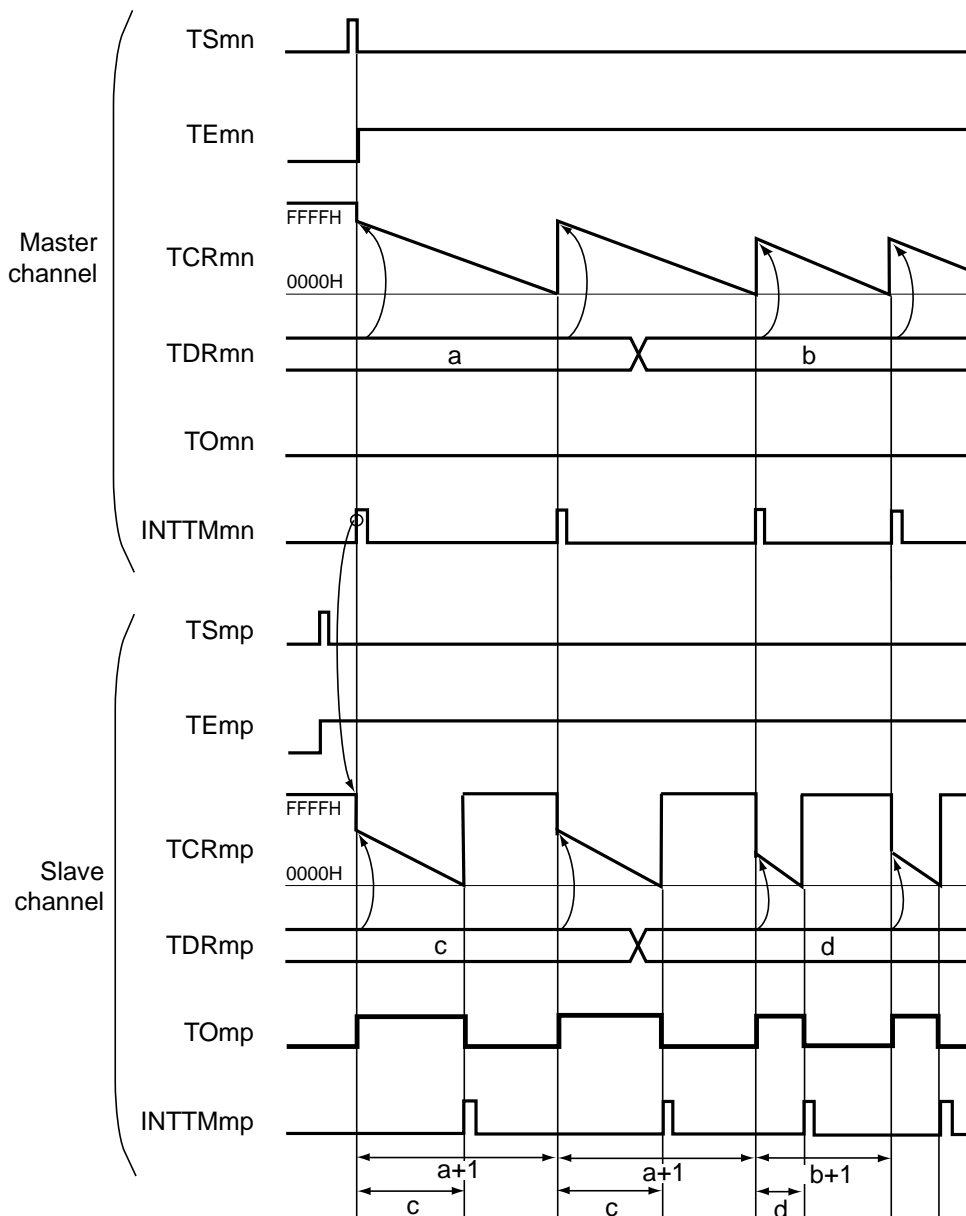 TSmn
TEmn
FFFFH
Master
channel
TCRmn
0000H
TDRmn
a
b
TOmn
INTTMmn
TSmp
TEmp
FFFFH
TCRmp
Slave
channel
0000H
TDRmp
c
d
TOmp
INTTMmp
a+1
a+1
b+1
c
c
d